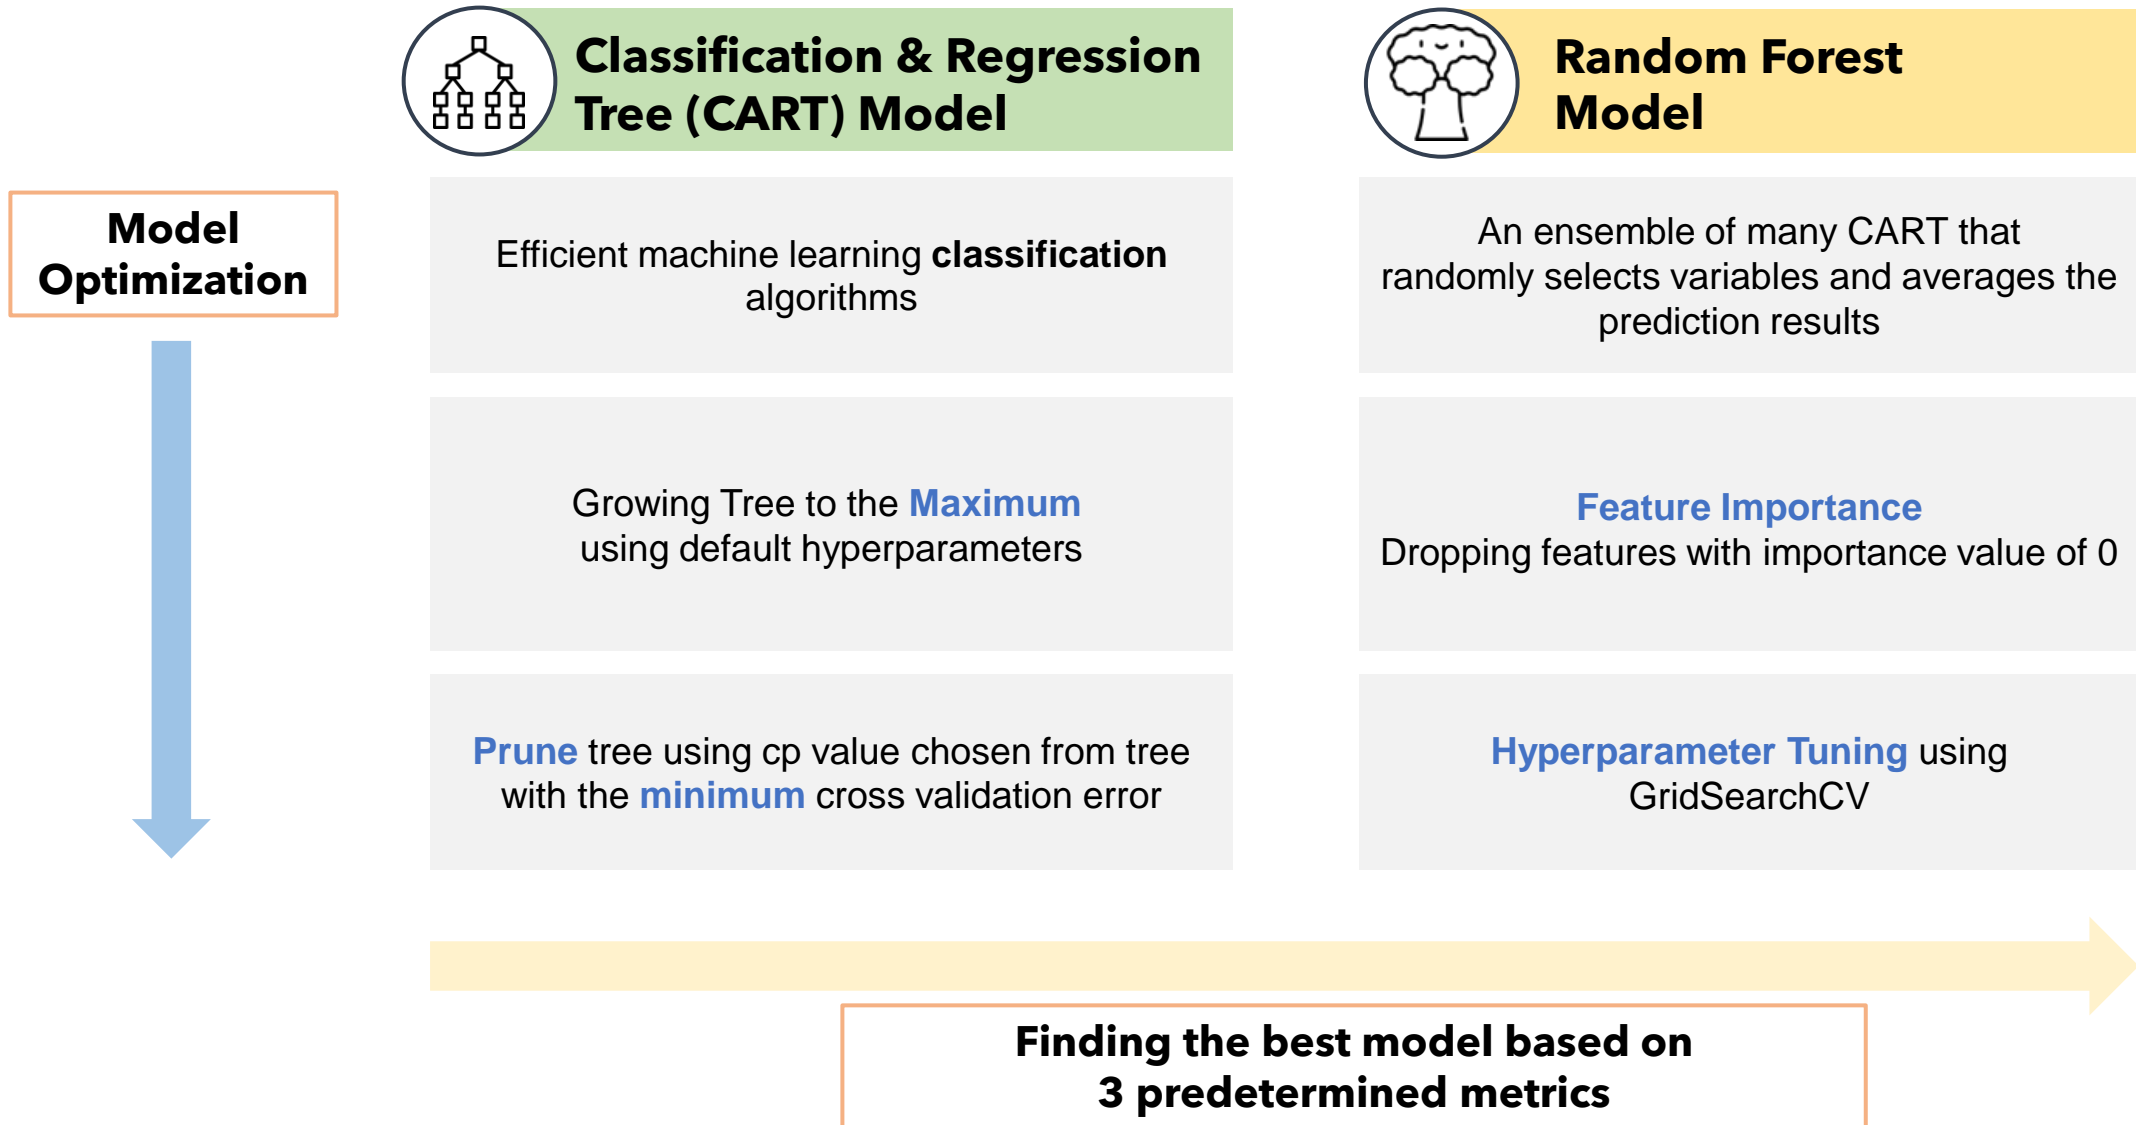 Classification & Regression
Tree (CART) Model
Random Forest
Model
Model
Optimization
Efficient machine learning classification
algorithms
An ensemble of many CART that
randomly selects variables and averages the
prediction results
Growing Tree to the Maximum
using default hyperparameters
Feature Importance
Dropping features with importance value of 0
Prune tree using cp value chosen from tree
with the minimum cross validation error
Hyperparameter Tuning using
GridSearchCV
Finding the best model based on
3 predetermined metrics